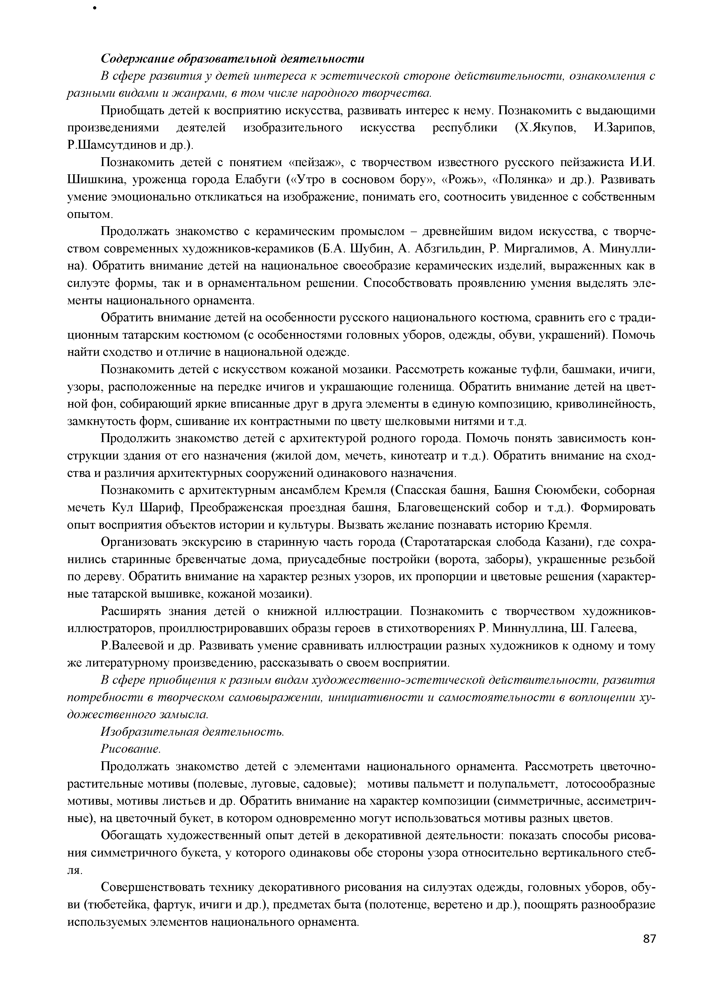 •
Содержание образовательной деятельности
В сфере развития у детей интереса к эстетической стороне действительности, ознакомления с
разными видами и жанрами, в том числе народного творчества.
Приобщать детей к восприятию искусства, развивать интерес к нему. Познакомить с выдающими
произведениями деятелей изобразительного искусства республики (Х.Якупов, И.Зарипов,
Р.Шамсутдинов и др.).
Познакомить детей с понятием «пейзаж», с творчеством известного русского пейзажиста И.И.
Шишкина, уроженца города Елабуги («Утро в сосновом бору», «Рожь», «Полянка» и др.). Развивать
умение эмоционально откликаться на изображение, понимать его, соотносить увиденное с собственным
опытом.
Продолжать знакомство с керамическим промыслом – древнейшим видом искусства, с творче-
ством современных художников-керамиков (Б.А. Шубин, А. Абзгильдин, Р. Миргалимов, А. Минулли-
на). Обратить внимание детей на национальное своеобразие керамических изделий, выраженных как в
силуэте формы, так и в орнаментальном решении. Способствовать проявлению умения выделять эле-
менты национального орнамента.
Обратить внимание детей на особенности русского национального костюма, сравнить его с тради-
ционным татарским костюмом (с особенностями головных уборов, одежды, обуви, украшений). Помочь
найти сходство и отличие в национальной одежде.
Познакомить детей с искусством кожаной мозаики. Рассмотреть кожаные туфли, башмаки, ичиги,
узоры, расположенные на передке ичигов и украшающие голенища. Обратить внимание детей на цвет-
ной фон, собирающий яркие вписанные друг в друга элементы в единую композицию, криволинейность,
замкнутость форм, сшивание их контрастными по цвету шелковыми нитями и т.д.
Продолжить знакомство детей с архитектурой родного города. Помочь понять зависимость кон-
струкции здания от его назначения (жилой дом, мечеть, кинотеатр и т.д.). Обратить внимание на сход-
ства и различия архитектурных сооружений одинакового назначения.
Познакомить с архитектурным ансамблем Кремля (Спасская башня, Башня Сююмбеки, соборная
мечеть Кул Шариф, Преображенская проездная башня, Благовещенский собор и т.д.). Формировать
опыт восприятия объектов истории и культуры. Вызвать желание познавать историю Кремля.
Организовать экскурсию в старинную часть города (Старотатарская слобода Казани), где сохра-
нились старинные бревенчатые дома, приусадебные постройки (ворота, заборы), украшенные резьбой
по дереву. Обратить внимание на характер резных узоров, их пропорции и цветовые решения (характер-
ные татарской вышивке, кожаной мозаики).
Расширять знания детей о книжной иллюстрации. Познакомить с творчеством художников-
иллюстраторов, проиллюстрировавших образы героев в стихотворениях Р. Миннуллина, Ш. Галеева,
Р.Валеевой и др. Развивать умение сравнивать иллюстрации разных художников к одному и тому
же литературному произведению, рассказывать о своем восприятии.
В сфере приобщения к разным видам художественно-эстетической действительности, развития
потребности в творческом самовыражении, инициативности и самостоятельности в воплощении ху-
дожественного замысла.
Изобразительная деятельность.
Рисование.
Продолжать знакомство детей с элементами национального орнамента. Рассмотреть цветочно-
растительные мотивы (полевые, луговые, садовые); мотивы пальметт и полупальметт, лотосообразные
мотивы, мотивы листьев и др. Обратить внимание на характер композиции (симметричные, ассиметрич-
ные), на цветочный букет, в котором одновременно могут использоваться мотивы разных цветов.
Обогащать художественный опыт детей в декоративной деятельности: показать способы рисова-
ния симметричного букета, у которого одинаковы обе стороны узора относительно вертикального стеб-
ля.
Совершенствовать технику декоративного рисования на силуэтах одежды, головных уборов, обу-
ви (тюбетейка, фартук, ичиги и др.), предметах быта (полотенце, веретено и др.), поощрять разнообразие
используемых элементов национального орнамента.
87